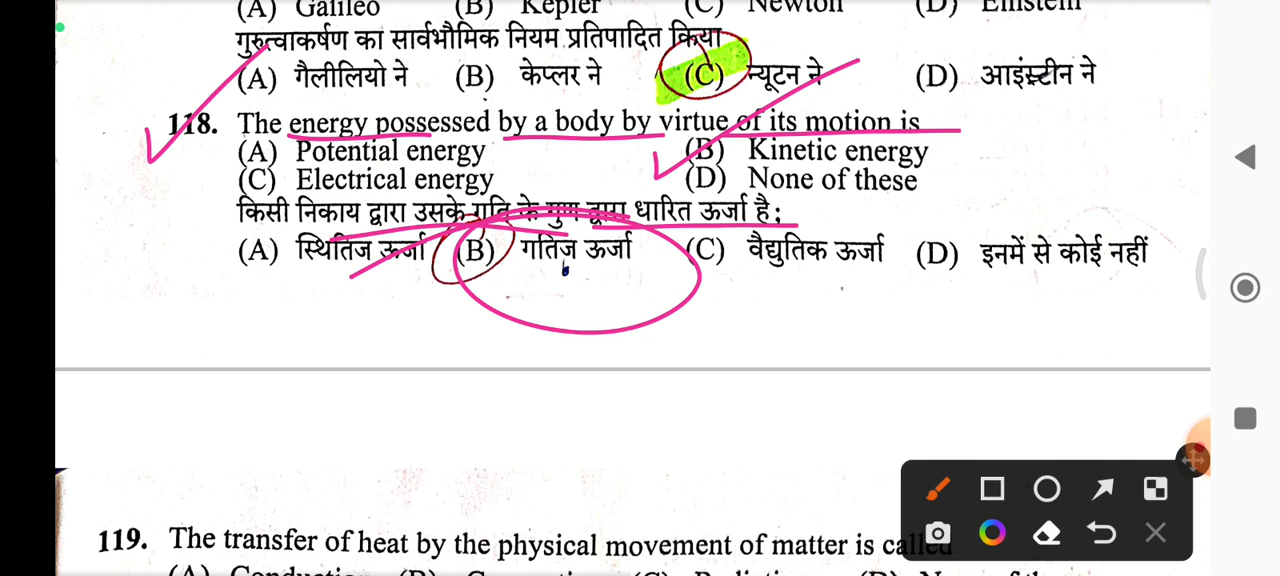 (A) Galileo (B) Kepler (C) Newton (D) Einstein
गुरुत्वाकर्षण का सार्वभौमिक नियम प्रतिपादित किया
(A) गैलीलियो ने (B) केप्लर ने (C) न्यूटन ने (D) आइंस्टीन ने
118. The energy possessed by a body by virtue of its motion is
(A) Potential energy (B) Kinetic energy
(C) Electrical energy (D) None of these
किसी निकाय द्वारा उसके गति के गुण द्वारा धारित ऊर्जा है :
(A) स्थितिज ऊर्जा (B) गतिज ऊर्जा (C) वैद्युतिक ऊर्जा (D) इनमें से कोई नहीं
119. The transfer of heat by the physical movement of matter is called